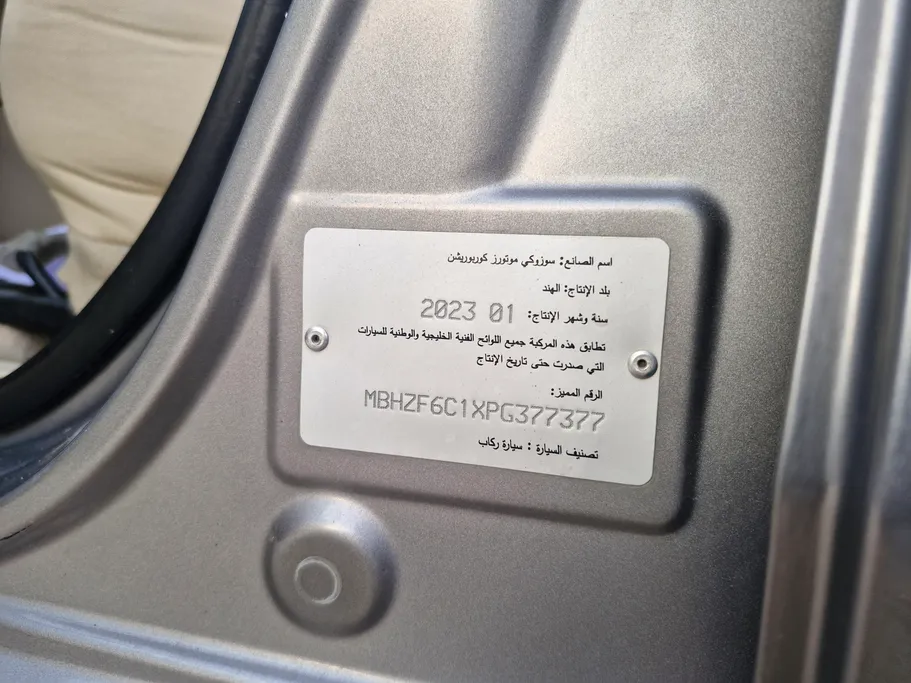 اسم الصانع: سوزوكي موتورز كوربوريشن
بلد الإنتاج: الهند
سنة وشهر الإنتاج: 2023 01
تطابق هذه المركبة جميع اللوائح الفنية الخليجية والوطنية للسيارات
التي صدرت حتى تاريخ الإنتاج
الرقم المميز:
MBHZF6C1XPG377377
تصنيف السيارة : سيارة ركاب